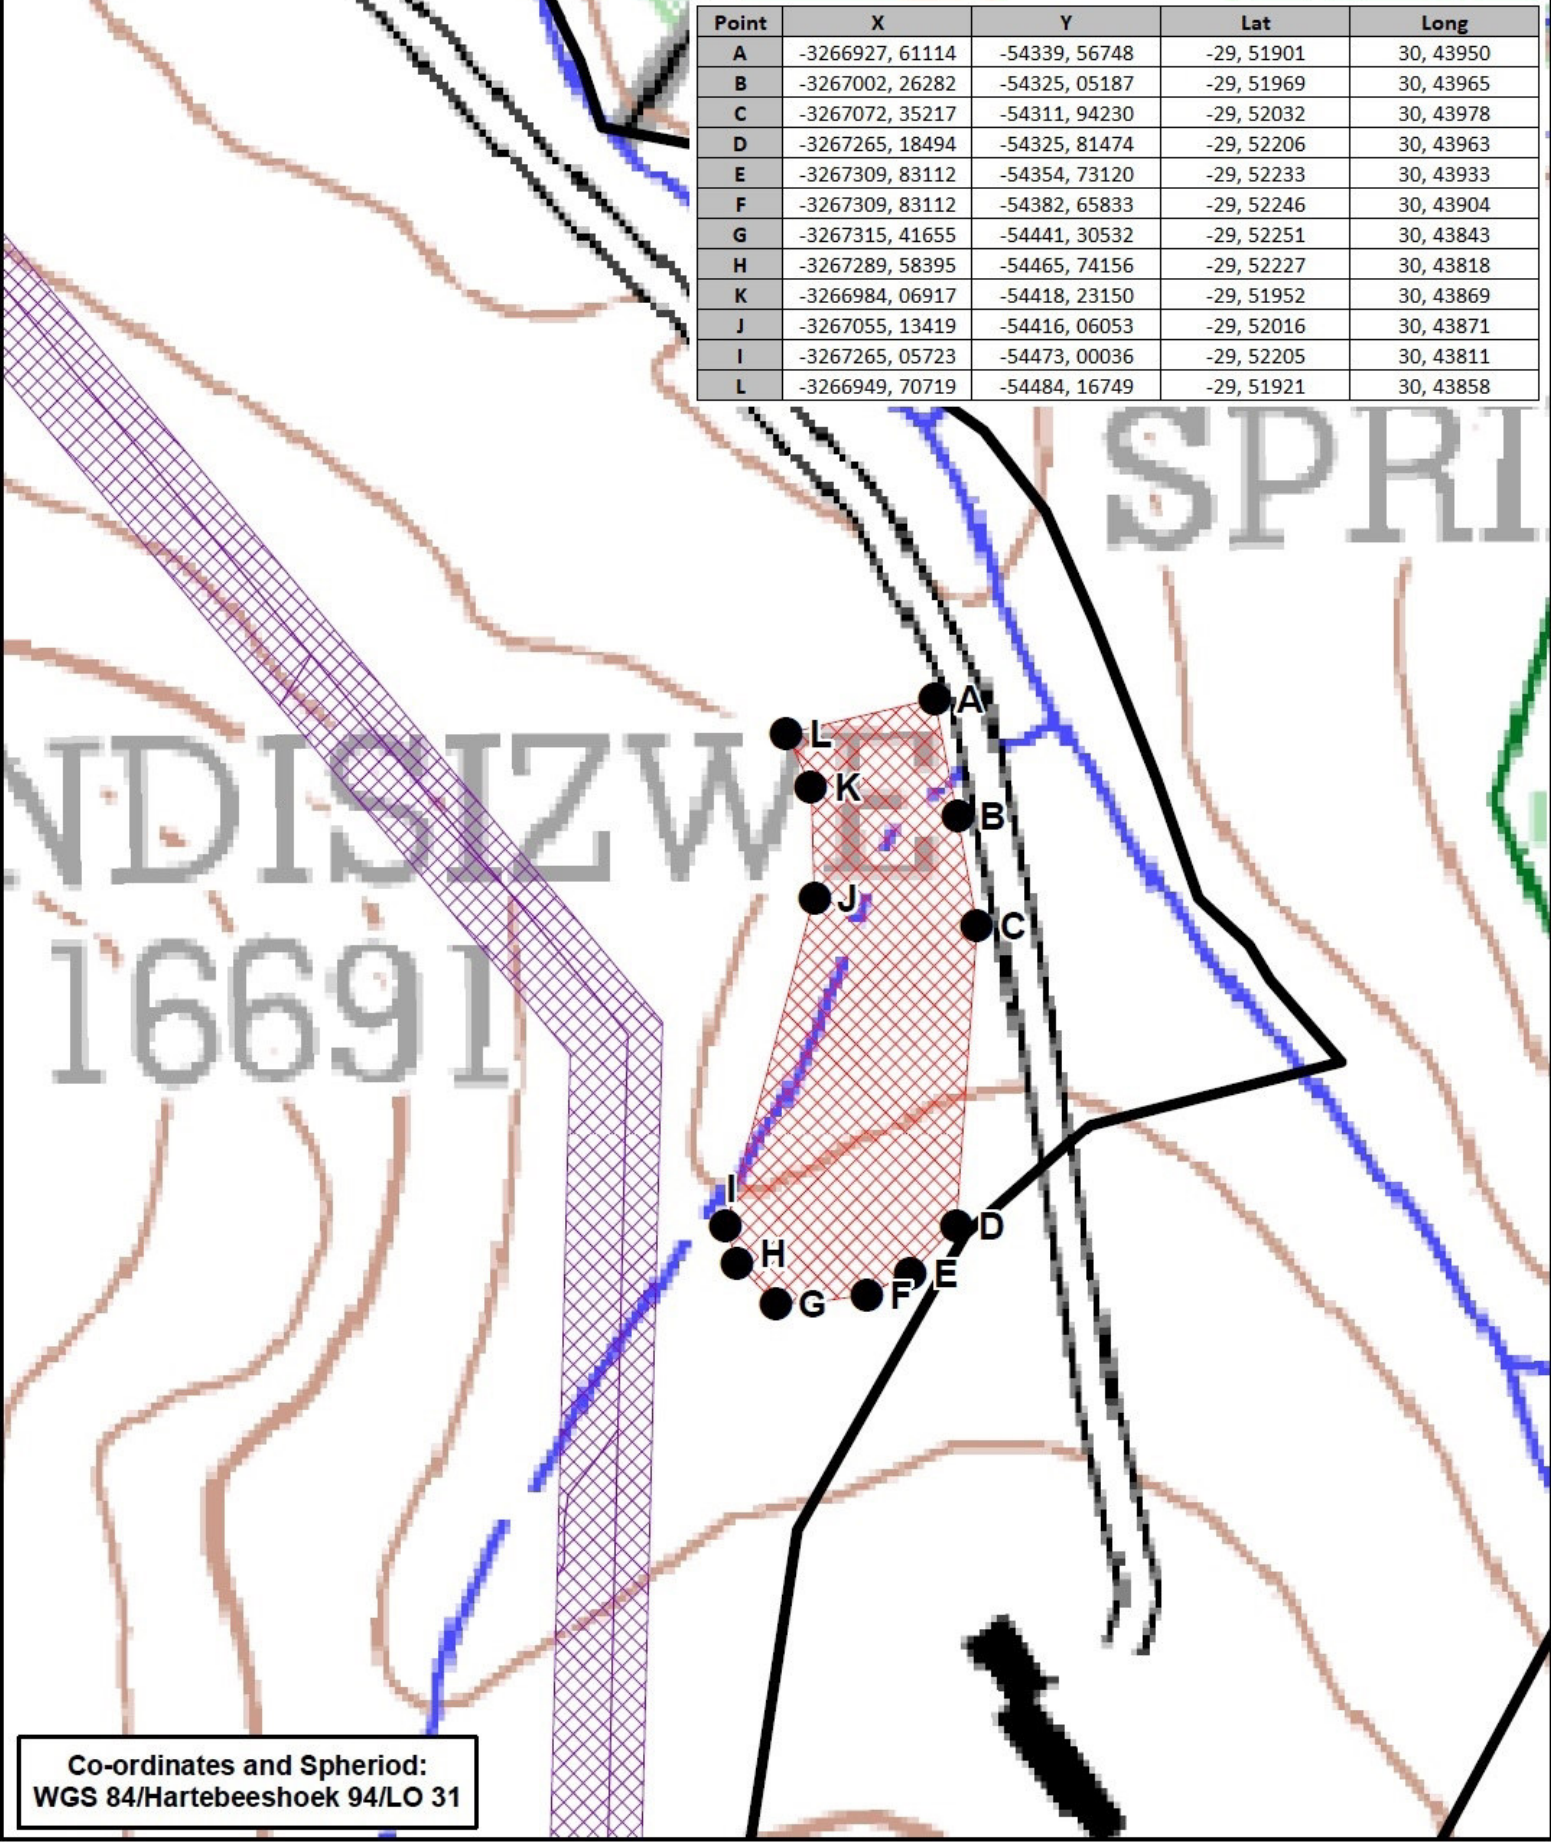 Point X Y Lat Long
A -3266927, 61114 -54339, 56748 -29, 51901 30, 43950
B -3267002, 26282 -54325, 05187 -29, 51969 30, 43965
C -3267072, 35217 -54311, 94230 -29, 52032 30, 43978
D -3267265, 18494 -54325, 81474 -29, 52206 30, 43963
E -3267309, 83112 -54354, 73120 -29, 52233 30, 43933
F -3267309, 83112 -54382, 65833 -29, 52246 30, 43904
G -3267315, 41655 -54441, 30532 -29, 52251 30, 43843
H -3267289, 58395 -54465, 74156 -29, 52227 30, 43818
K -3266984, 06917 -54418, 23150 -29, 51952 30, 43869
J -3267055, 13419 -54416, 06053 -29, 52016 30, 43871
I -3267265, 05723 -54473, 00036 -29, 52205 30, 43811
L -3266949, 70719 -54484, 16749 -29, 51921 30, 43858
SPRI
A
L
NDISIZWE
K
B
J
C
16691
I
D
H
E
F
G
Co-ordinates and Spheriod:
WGS 84/Hartebeeshoek 94/LO 31